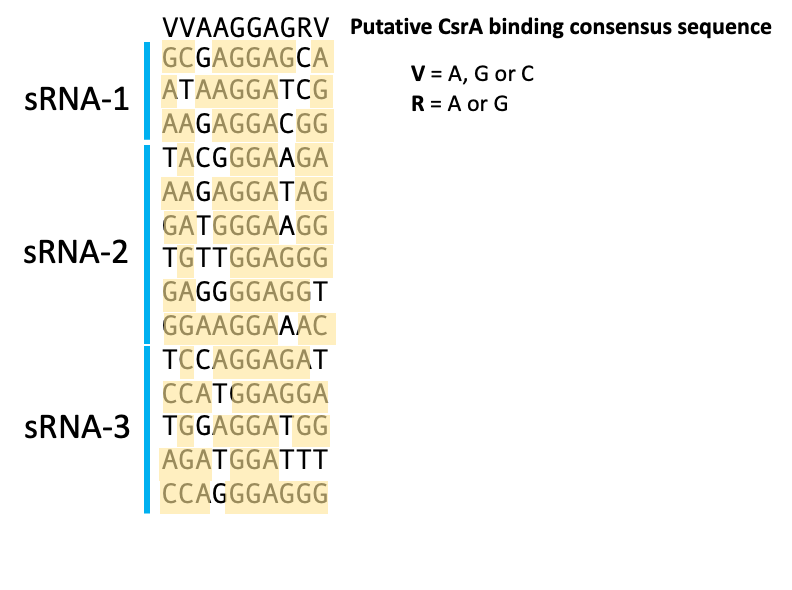 VVAAGGAGRV Putative CsrA binding consensus sequence
GCGAGGAGCA
V = A, G or C
ATAAGGATCG
R = A or G
sRNA-1
AAGAGGACGG
TACGGGAAGA
AAGAGGATAG
GATGGGAAGG
sRNA-2
TGTTGGAGGG
GAGGGGAGGT
GGAAGGAAAC
TCCAGGAGAT
CCATGGAGGA
sRNA-3
TGGAGGATGG
AGATGGATTT
CCAGGGAGGG